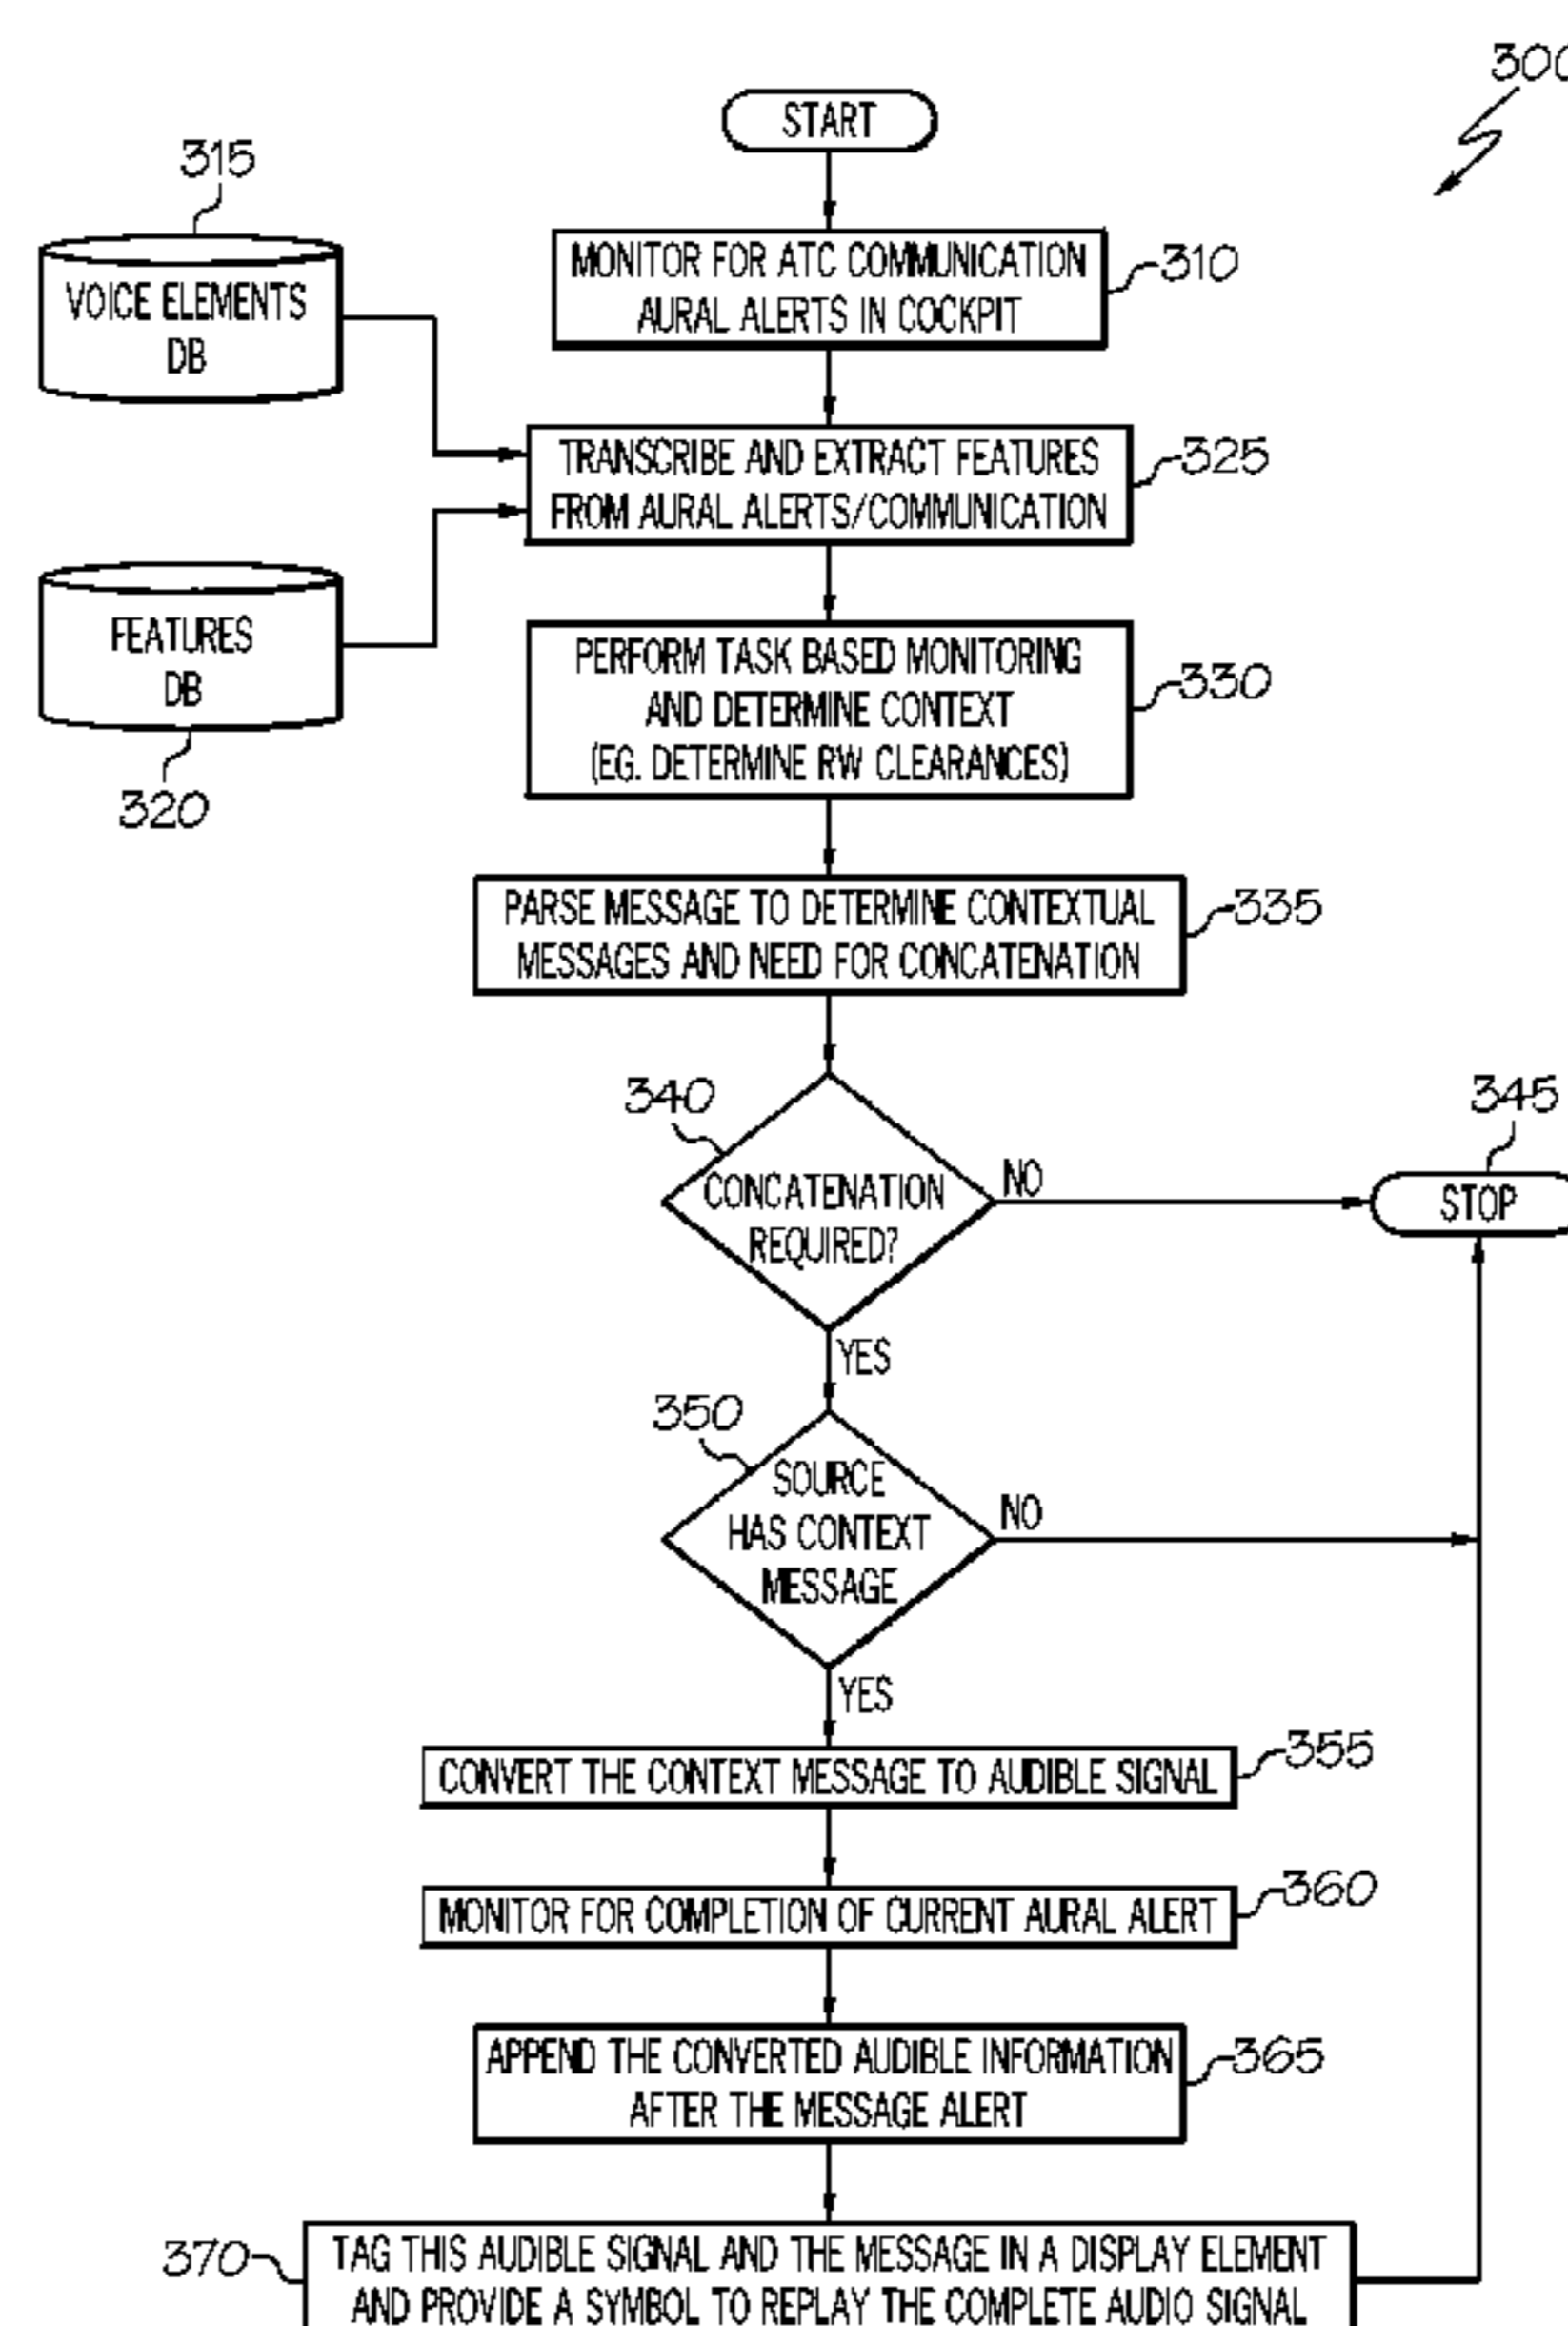 300
START
315
MONITOR FOR ATC COMMUNICATION
AURAL ALERTS IN COCKPIT
310
VOICE ELEMENTS
DB
TRANSCRIBE AND EXTRACT FEATURES
FROM AURAL ALERTS/COMMUNICATION
325
FEATURES
DB
320
PERFORM TASK BASED MONITORING
AND DETERMINE CONTEXT
(EG. DETERMINE RW CLEARANCES)
330
PARSE MESSAGE TO DETERMINE CONTEXTUAL
MESSAGES AND NEED FOR CONCATENATION
335
340
CONCATENATION
REQUIRED?
NO
345
STOP
YES
350
SOURCE
HAS CONTEXT
MESSAGE
NO
YES
CONVERT THE CONTEXT MESSAGE TO AUDIBLE SIGNAL
355
MONITOR FOR COMPLETION OF CURRENT AURAL ALERT
360
APPEND THE CONVERTED AUDIBLE INFORMATION
AFTER THE MESSAGE ALERT
365
370
TAG THIS AUDIBLE SIGNAL AND THE MESSAGE IN A DISPLAY ELEMENT
AND PROVIDE A SYMBOL TO REPLAY THE COMPLETE AUDIO SIGNAL